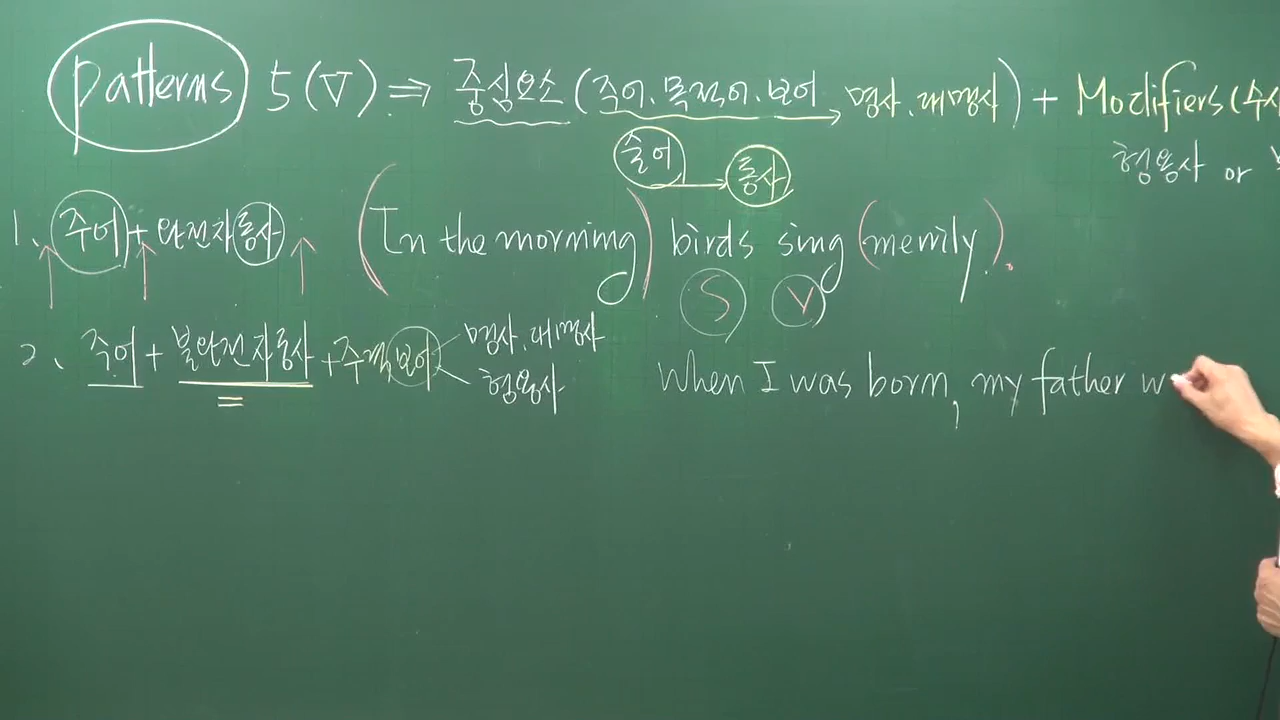 patterns 5(V) ⇒ 중심요소 (주어.목적어.보어 → 명사.대명사) + Modifiers (수식
술어 → 동사 형용사 or
1、주어 + 완전자동사 (In the morning) birds sing (merrily).
S V
2、주어 + 불완전자동사 + 주격보어 명사.대명사
형용사
When I was born, my father w